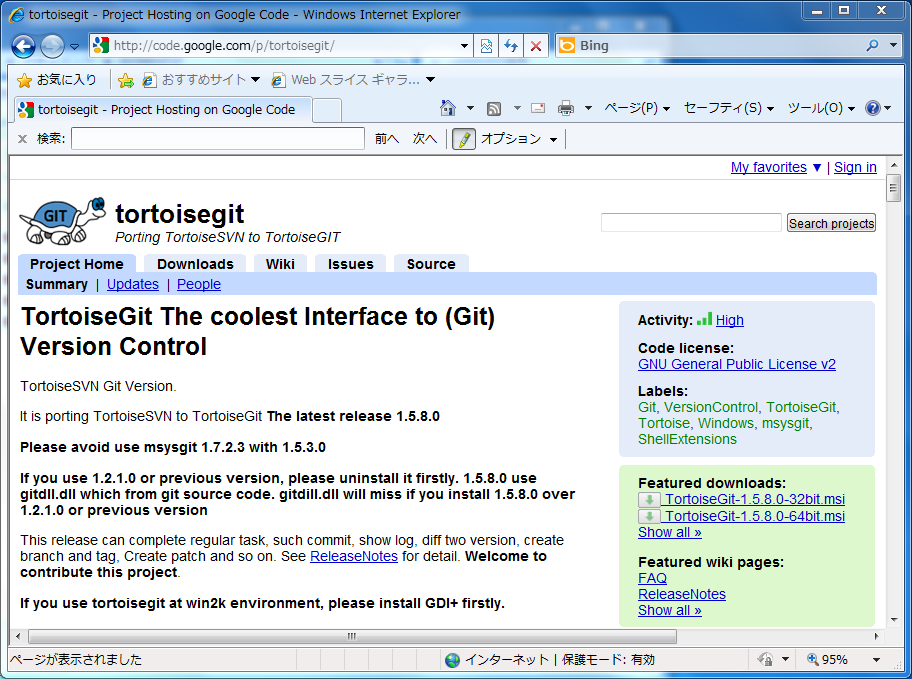 tortoisegit - Project Hosting on Google Code - Windows Internet Explorer
http://code.google.com/p/tortoisegit/
Bing
お気に入り おすすめサイト Web スライス ギャラ...
tortoisegit - Project Hosting on Google Code
ページ(P) セーフティ(S) ツール(O)
x 検索: 前へ 次へ オプション
My favorites ▼ | Sign in
GIT
tortoisegit
Porting TortoiseSVN to TortoiseGIT
Search projects
Project Home Downloads Wiki Issues Source
Summary | Updates | People
TortoiseGit The coolest Interface to (Git)
Version Control
TortoiseSVN Git Version.
It is porting TortoiseSVN to TortoiseGit The latest release 1.5.8.0
Please avoid use msysgit 1.7.2.3 with 1.5.3.0
If you use 1.2.1.0 or previous version, please uninstall it firstly. 1.5.8.0 use
gitdll.dll which from git source code. gitdill.dll will miss if you install 1.5.8.0 over
1.2.1.0 or previous version
This release can complete regular task, such commit, show log, diff two version, create
branch and tag, Create patch and so on. See ReleaseNotes for detail. Welcome to
contribute this project.
If you use tortoisegit at win2k environment, please install GDI+ firstly.
Activity: High
Code license:
GNU General Public License v2
Labels:
Git, VersionControl, TortoiseGit,
Tortoise, Windows, msysgit,
ShellExtensions
Featured downloads:
TortoiseGit-1.5.8.0-32bit.msi
TortoiseGit-1.5.8.0-64bit.msi
Show all »
Featured wiki pages:
FAQ
ReleaseNotes
Show all »
ページが表示されました
インターネット | 保護モード: 有効
95%